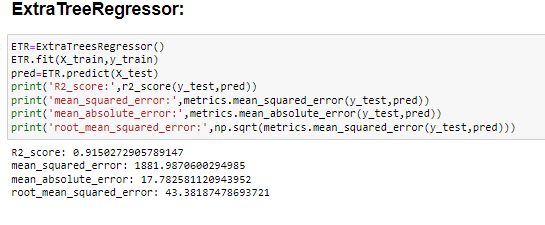 ExtraTreeRegressor:
ETR=ExtraTreesRegressor()
ETR.fit(X_train,y_train)
pred=ETR.predict(X_test)
print('R2_score:',r2_score(y_test,pred))
print('mean_squared_error:',metrics.mean_squared_error(y_test,pred))
print('mean_absolute_error:',metrics.mean_absolute_error(y_test,pred))
print('root_mean_squared_error:',np.sqrt(metrics.mean_squared_error(y_test,pred)))
R2_score: 0.9150272905789147
mean_squared_error: 1881.9870600294985
mean_absolute_error: 17.782581120943952
root_mean_squared_error: 43.38187478693721